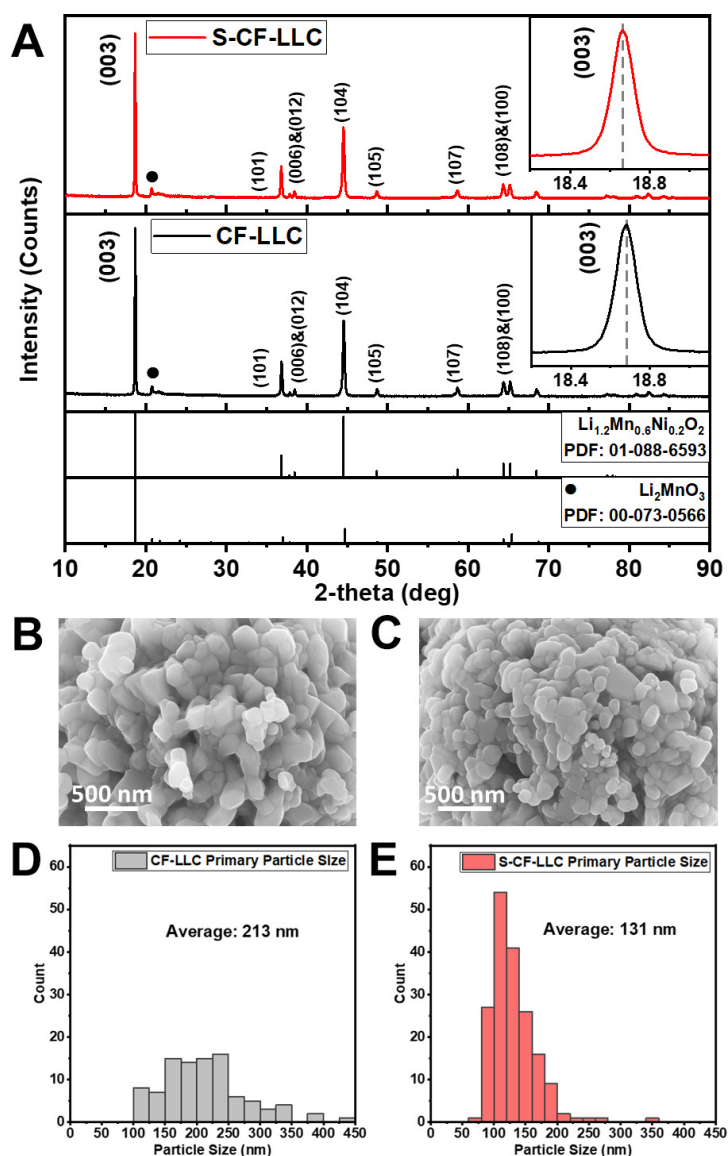 A
S-CF-LLC
(003)
(101)
(006)&(012)
(104)
(105)
(107)
(108)&(100)
(003)
18.4 18.8
CF-LLC
(003)
(101)
(006)&(012)
(104)
(105)
(107)
(108)&(100)
(003)
18.4 18.8
Intensity (Counts)
Li1.2Mn0.6Ni0.2O2
PDF: 01-088-6593
● Li2MnO3
PDF: 00-073-0566
10 20 30 40 50 60 70 80 90
2-theta (deg)
B
500 nm
C
500 nm
D
CF-LLC Primary Particle SIze
Average: 213 nm
Count
60
50
40
30
20
10
0
0 50 100 150 200 250 300 350 400 450
Particle Size (nm)
E
S-CF-LLC Primary Particle Size
Average: 131 nm
Count
60
50
40
30
20
10
0
0 50 100 150 200 250 300 350 400 450
Particle Size (nm)